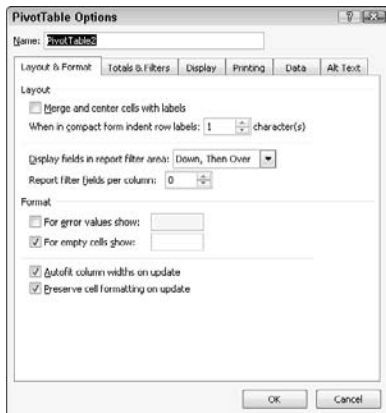 PivotTable Options
Name: PivotTable2
Layout & Format Totals & Filters Display Printing Data Alt Text
Layout
Merge and center cells with labels
When in compact form indent row labels: 1 character(s)
Display fields in report filter area: Down, Then Over
Report filter fields per column: 0
Format
For error values show:
For empty cells show:
Autofit column widths on update
Preserve cell formatting on update
OK Cancel